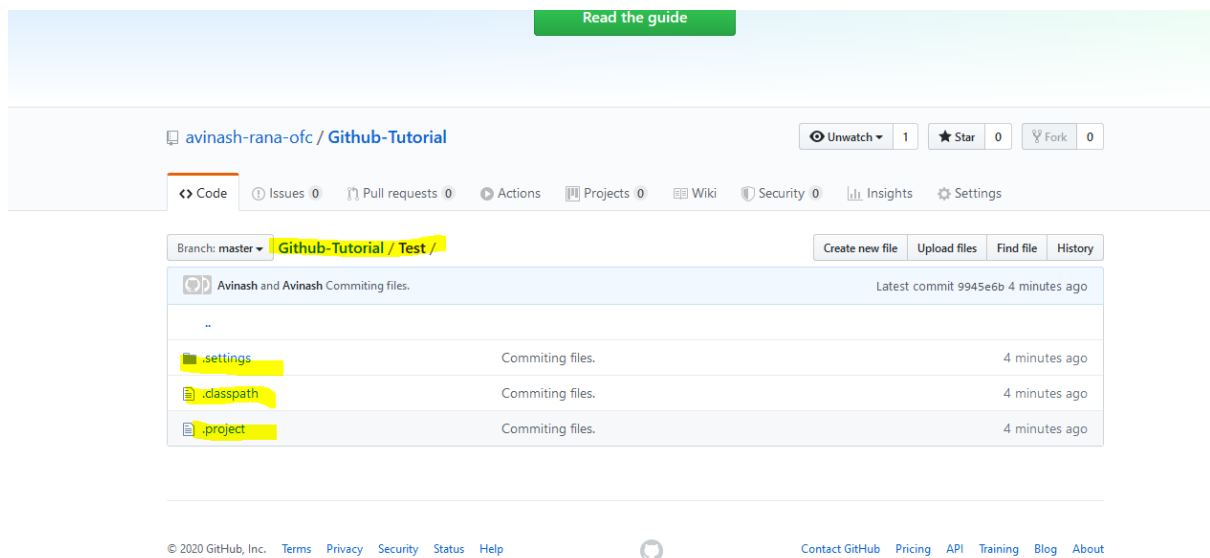 Read the guide
avinash-rana-ofc / Github-Tutorial
Unwatch 1 Star 0 Fork 0
Code Issues 0 Pull requests 0 Actions Projects 0 Wiki Security 0 Insights Settings
Branch: master Github-Tutorial / Test / Create new file Upload files Find file History
Avinash and Avinash Commiting files. Latest commit 9945e6b 4 minutes ago
..
.settings Commiting files. 4 minutes ago
.classpath Commiting files. 4 minutes ago
.project Commiting files. 4 minutes ago
© 2020 GitHub, Inc. Terms Privacy Security Status Help Contact GitHub Pricing API Training Blog About